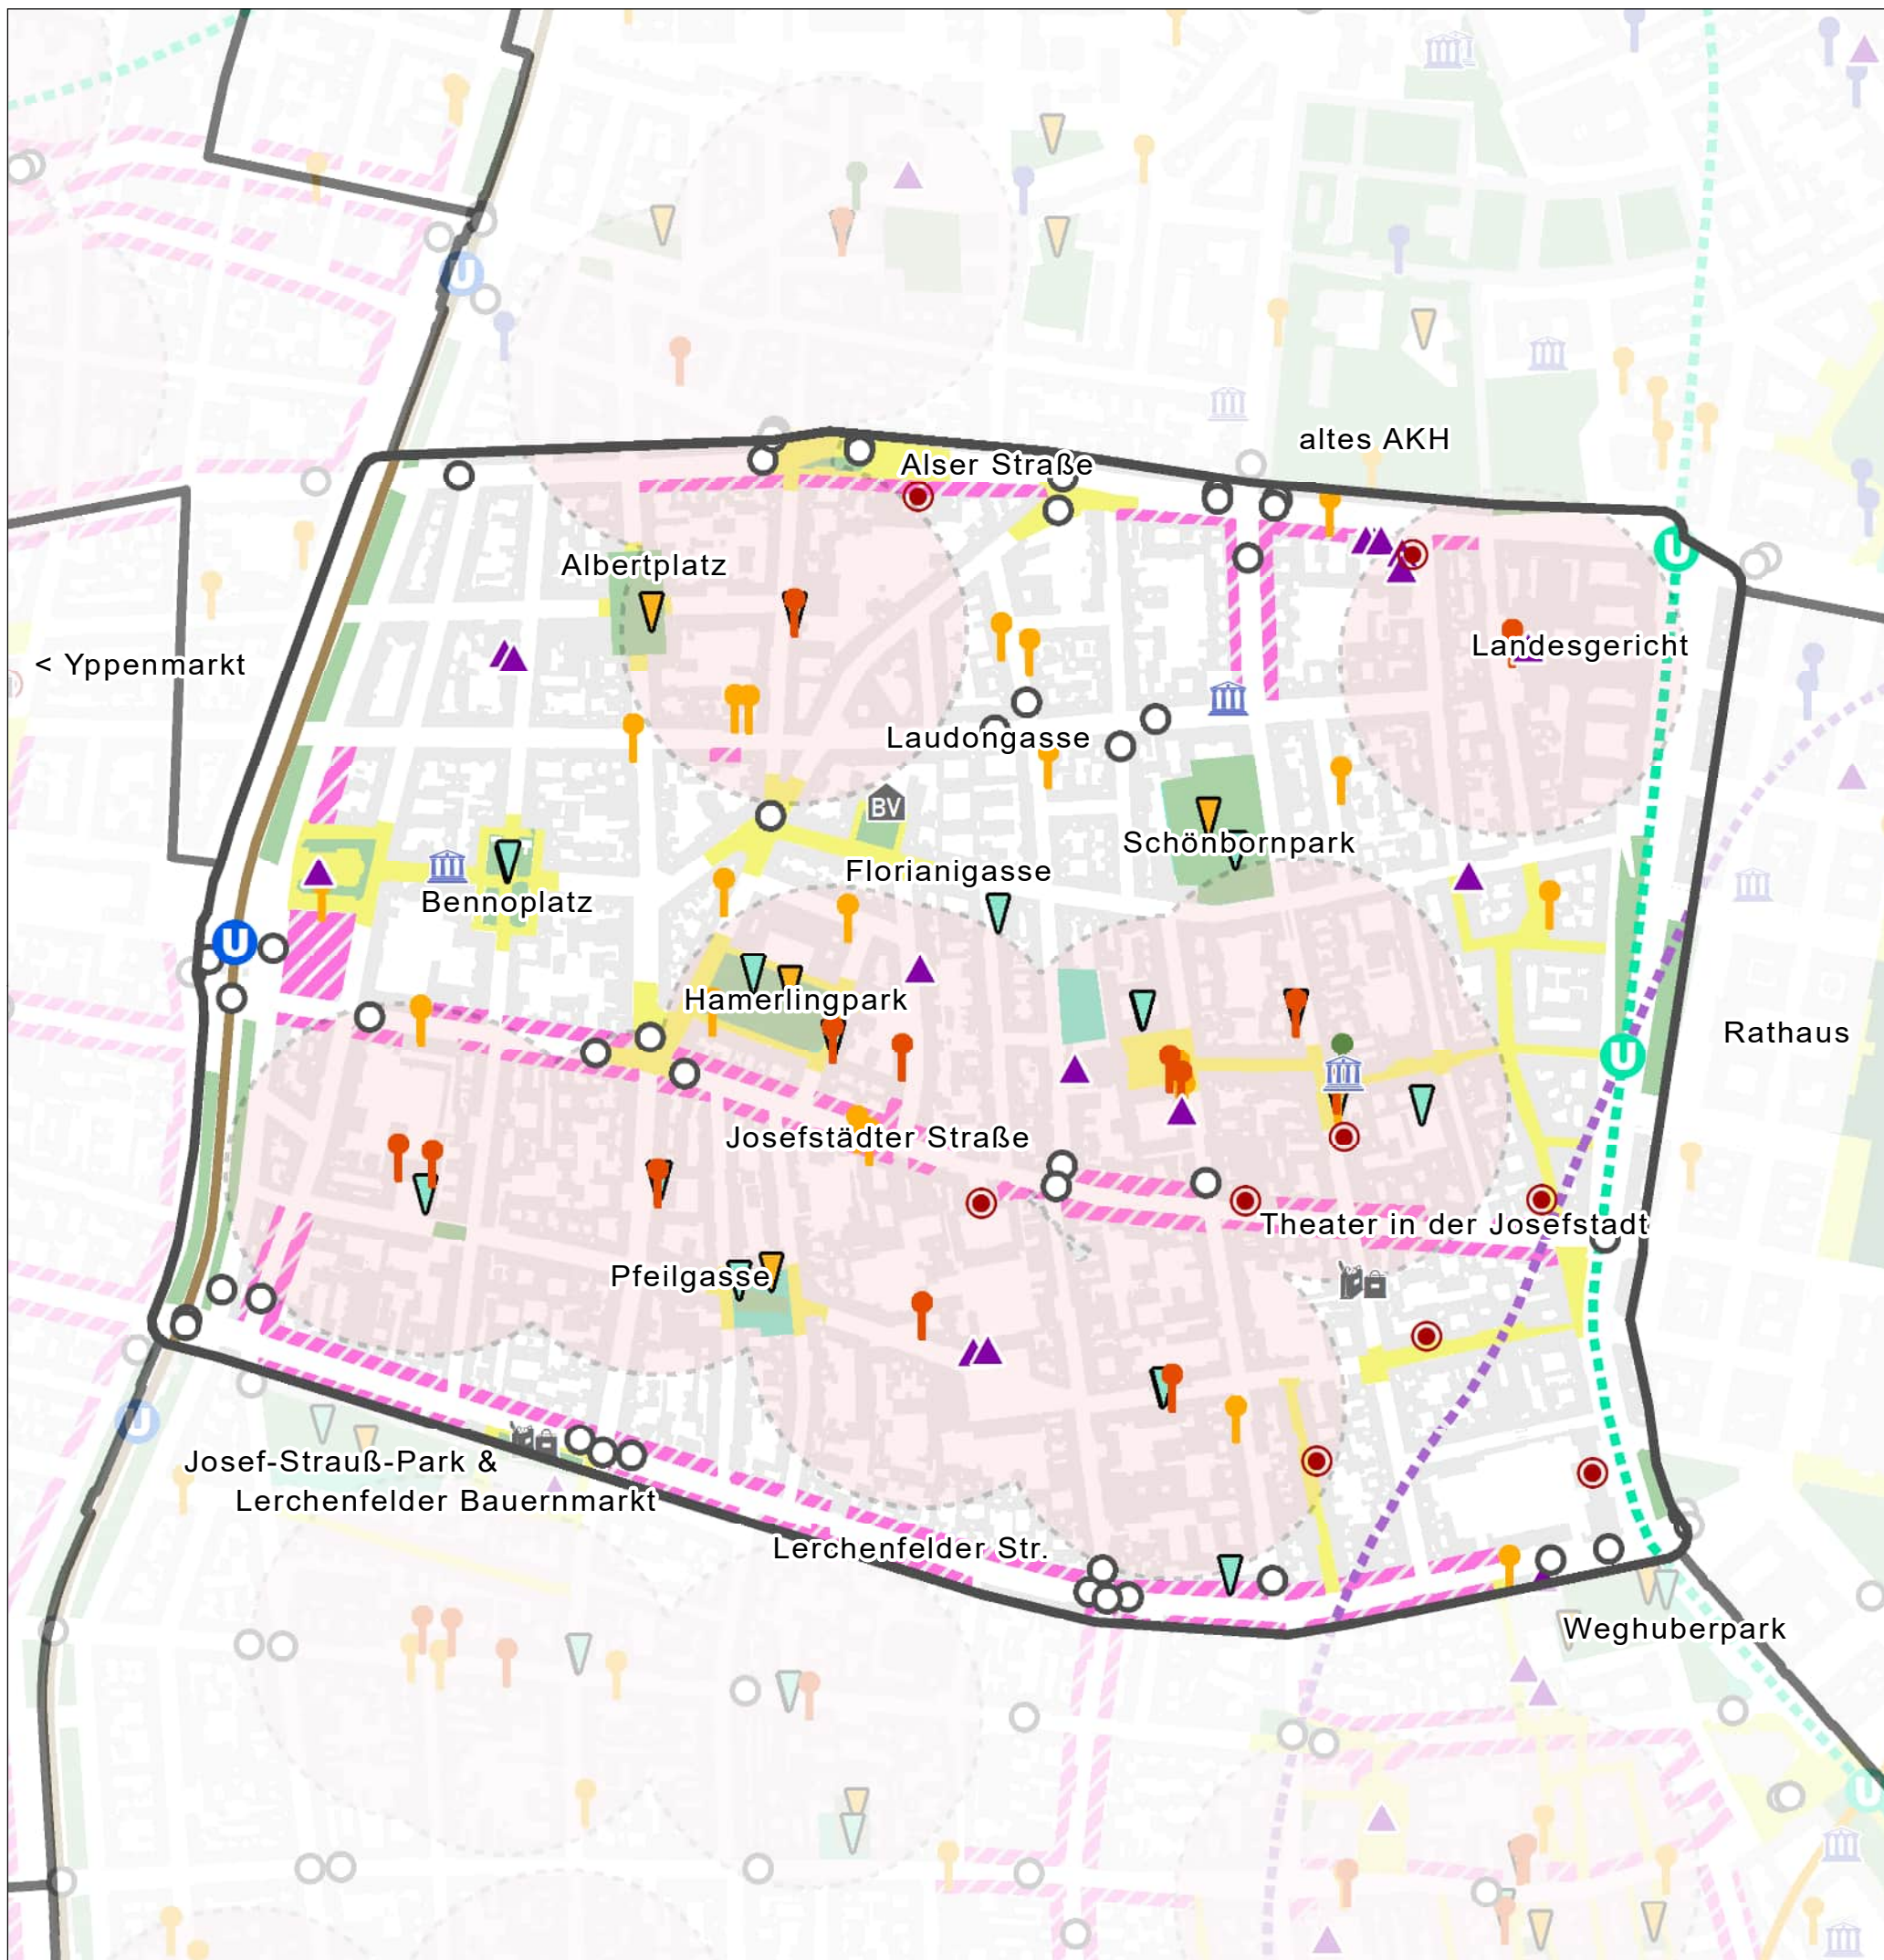 U
altes AKH
Alser Straße
U
Albertplatz
Landesgericht
< Yppenmarkt
Laudongasse
BV
Schönbornpark
Florianigasse
Bennoplatz
U
Hamerlingpark
Rathaus
U
Josefstädter Straße
Theater in der Josefstadt
Pfeilgasse
U
Josef-Strauß-Park &
Lerchenfelder Bauernmarkt
Lerchenfelder Str.
Weghuberpark
U